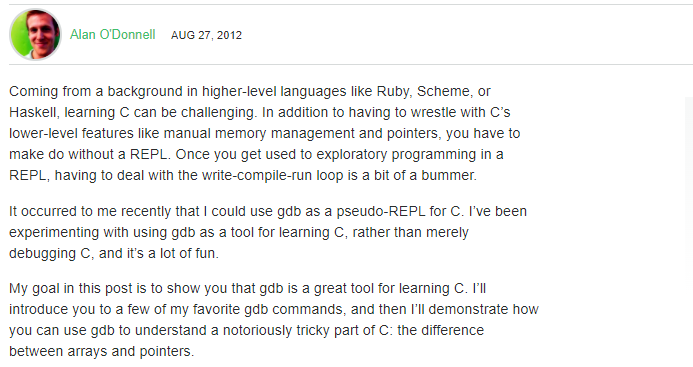 Alan O'Donnell AUG 27, 2012
Coming from a background in higher-level languages like Ruby, Scheme, or
Haskell, learning C can be challenging. In addition to having to wrestle with C's
lower-level features like manual memory management and pointers, you have to
make do without a REPL. Once you get used to exploratory programming in a
REPL, having to deal with the write-compile-run loop is a bit of a bummer.
It occurred to me recently that I could use gdb as a pseudo-REPL for C. I've been
experimenting with using gdb as a tool for learning C, rather than merely
debugging C, and it's a lot of fun.
My goal in this post is to show you that gdb is a great tool for learning C. I'll
introduce you to a few of my favorite gdb commands, and then I'll demonstrate how
you can use gdb to understand a notoriously tricky part of C: the difference
between arrays and pointers.